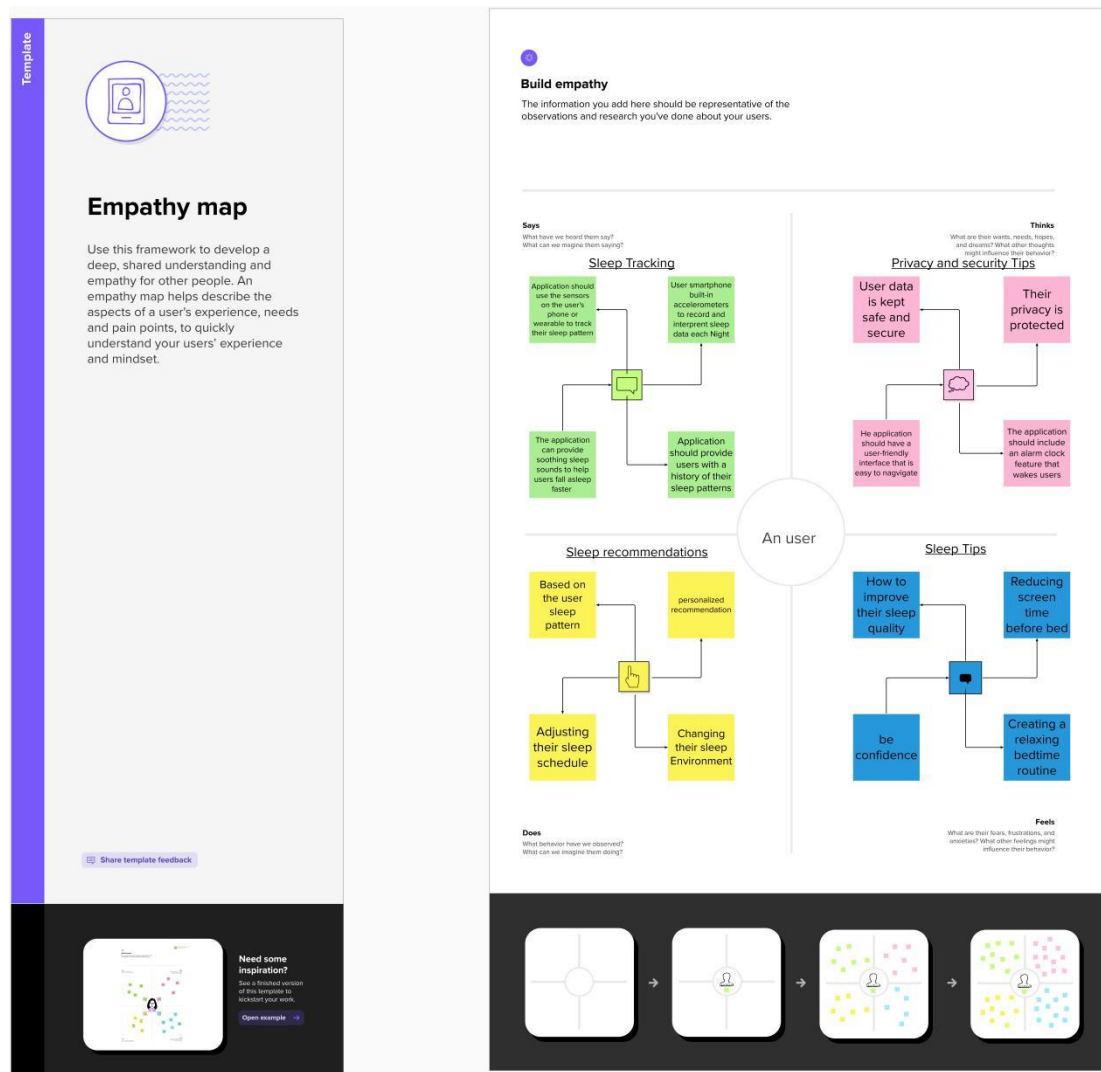 Template
Empathy map
Use this framework to develop a
deep, shared understanding and
empathy for other people. An
empathy map helps describe the
aspects of a user's experience, needs
and pain points, to quickly
understand your users' experience
and mindset.
Share template feedback
Need some
inspiration?
See a finished version
of this template to
kickstart your work.
Open example →
Build empathy
The information you add here should be representative of the
observations and research you've done about your users.
Says
What have we heard them say?
What can we imagine them saying?
Sleep Tracking
Application should
use the sensors
on the user's
phone or
wearable to track
their sleep pattern
User smartphone
built-in
accelerometers
to record and
interprent sleep
data each Night
The application
can provide
soothing sleep
sounds to help
users fall asleep
faster
Application
should provide
users with a
history of their
sleep patterns
Thinks
What are their wants, needs, hopes,
and dreams? What other thoughts
might influence their behavior?
Privacy and security Tips
User data
is kept
safe and
secure
Their
privacy is
protected
He application
should have a
user-friendly
interface that is
easy to nagvigate
The application
should include
an alarm clock
feature that
wakes users
An user
Sleep recommendations
Based on
the user
sleep
pattern
personalized
recommendation
Adjusting
their sleep
schedule
Changing
their sleep
Environment
Does
What behavior have we observed?
What can we imagine them doing?
Sleep Tips
How to
improve
their sleep
quality
Reducing
screen
time
before bed
be
confidence
Creating a
relaxing
bedtime
routine
Feels
What are their fears, frustrations, and
anxieties? What other feelings might
influence their behavior?